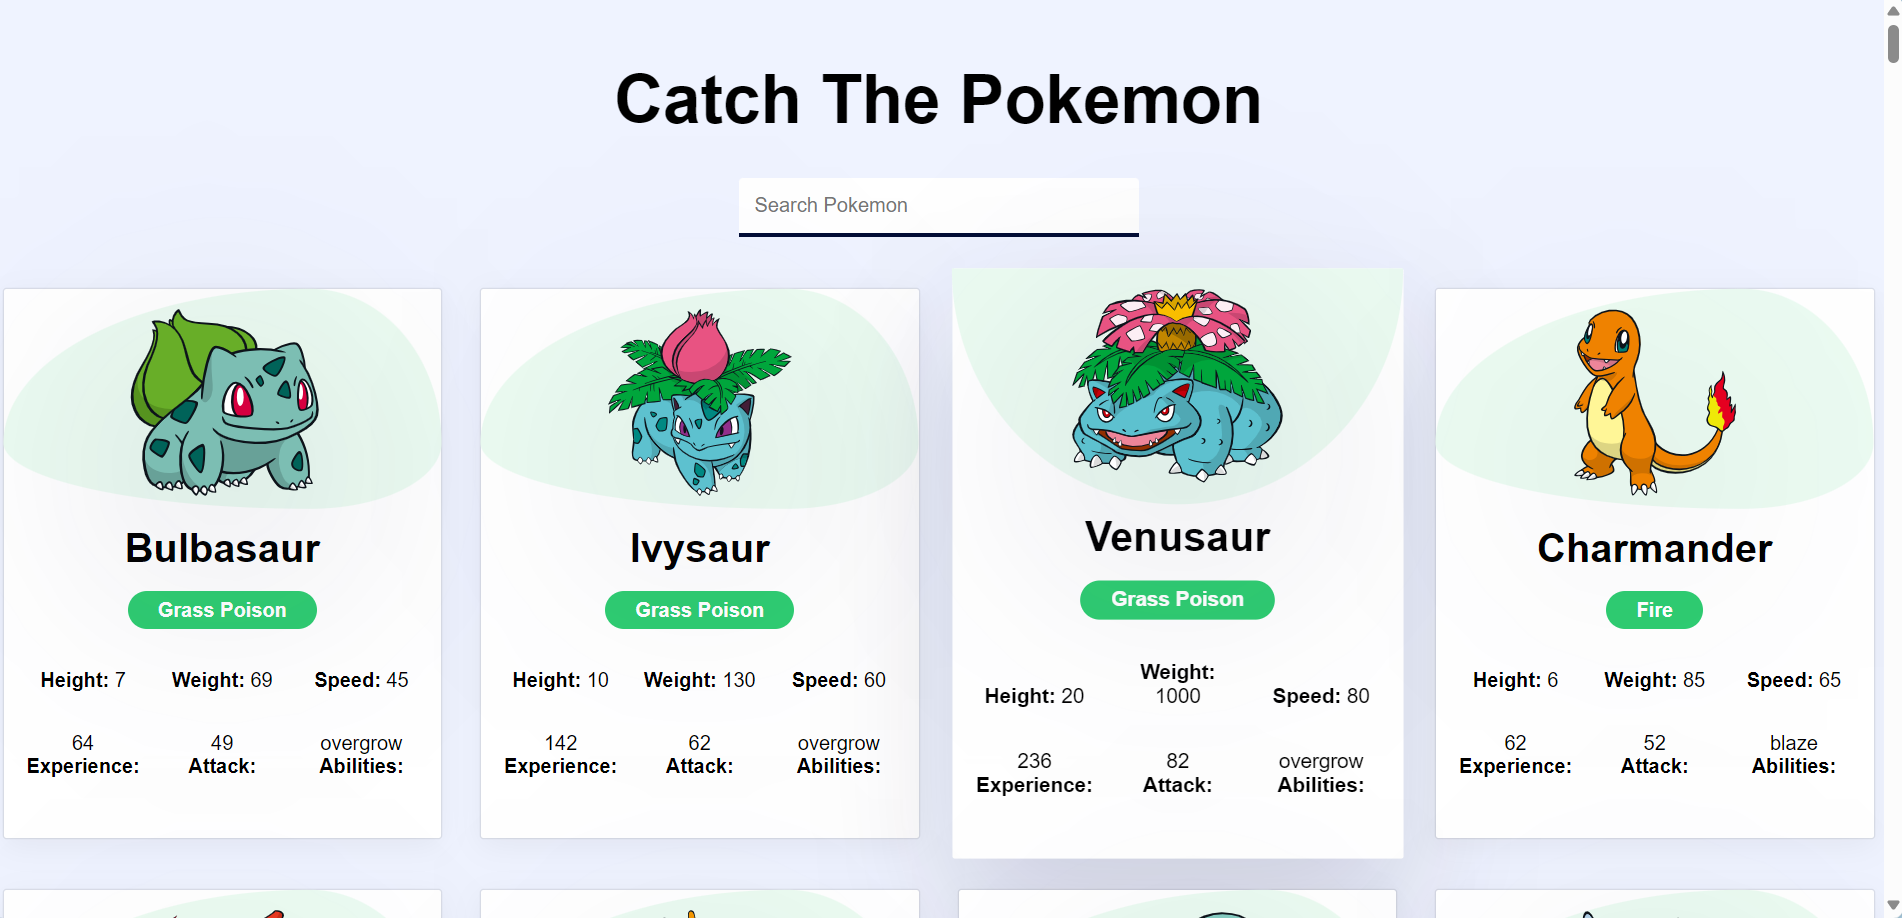 Catch The Pokemon
Search Pokemon
Bulbasaur
Grass Poison
Height: 7 Weight: 69 Speed: 45
64 49 overgrow
Experience: Attack: Abilities:
Ivysaur
Grass Poison
Height: 10 Weight: 130 Speed: 60
142 62 overgrow
Experience: Attack: Abilities:
Venusaur
Grass Poison
Weight:
Height: 20 1000 Speed: 80
236 82 overgrow
Experience: Attack: Abilities:
Charmander
Fire
Height: 6 Weight: 85 Speed: 65
62 52 blaze
Experience: Attack: Abilities: